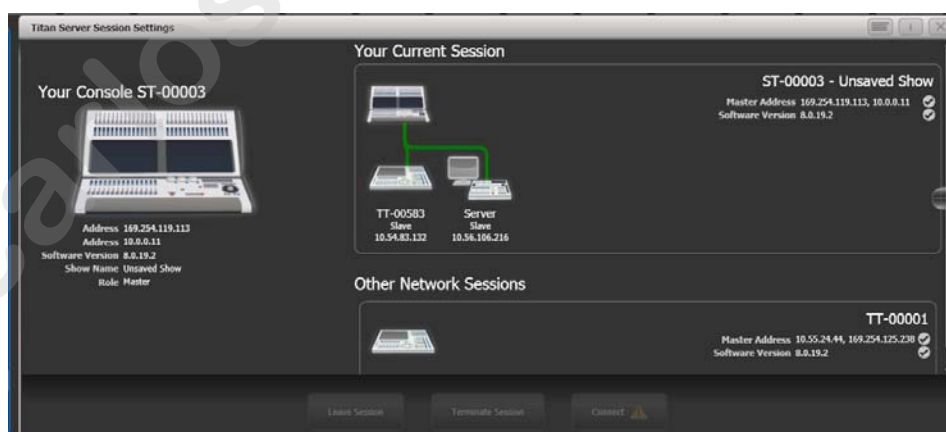 Titan Server Session Settings
Your Console ST-00003
Address 169.254.119.113
Address 10.0.0.11
Software Version 8.0.19.2
Show Name Unsaved Show
Role Master
Your Current Session
ST-00003 - Unsaved Show
Master Address 169.254.119.113, 10.0.0.11
Software Version 8.0.19.2
TT-00583
Slave
10.54.83.132
Server
Slave
10.56.106.216
Other Network Sessions
TT-00001
Master Address 10.55.24.44, 169.254.125.238
Software Version 8.0.19.2
Leave Session
Terminate Session
Connect
Carlos